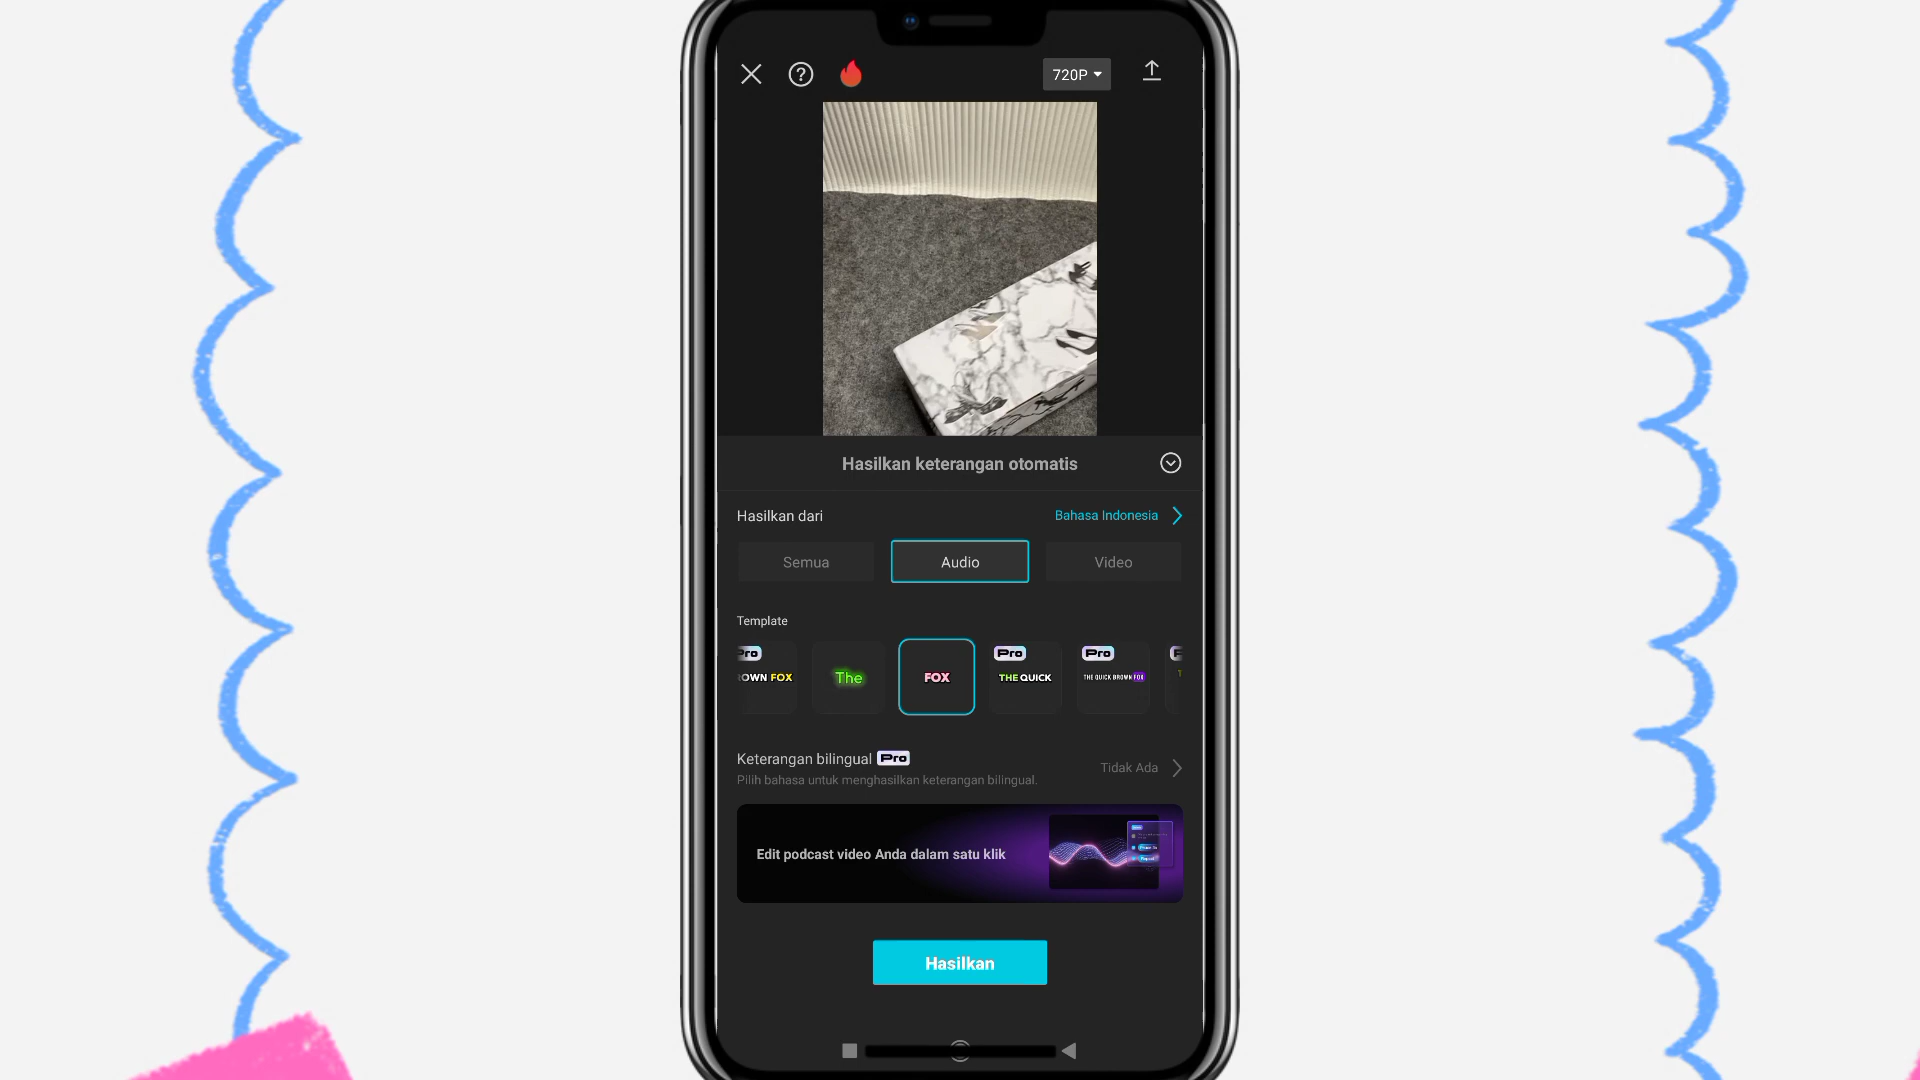 720P
Hasilkan keterangan otomatis
Hasilkan dari
Bahasa Indonesia
Semua
Audio
Video
Template
Pro
OWN FOX
The
FOX
Pro
THE QUICK
Pro
THE QUICK BROWN FOX
Keterangan bilingual Pro
Pilih bahasa untuk menghasilkan keterangan bilingual.
Tidak Ada
Edit podcast video Anda dalam satu klik
Hasilkan